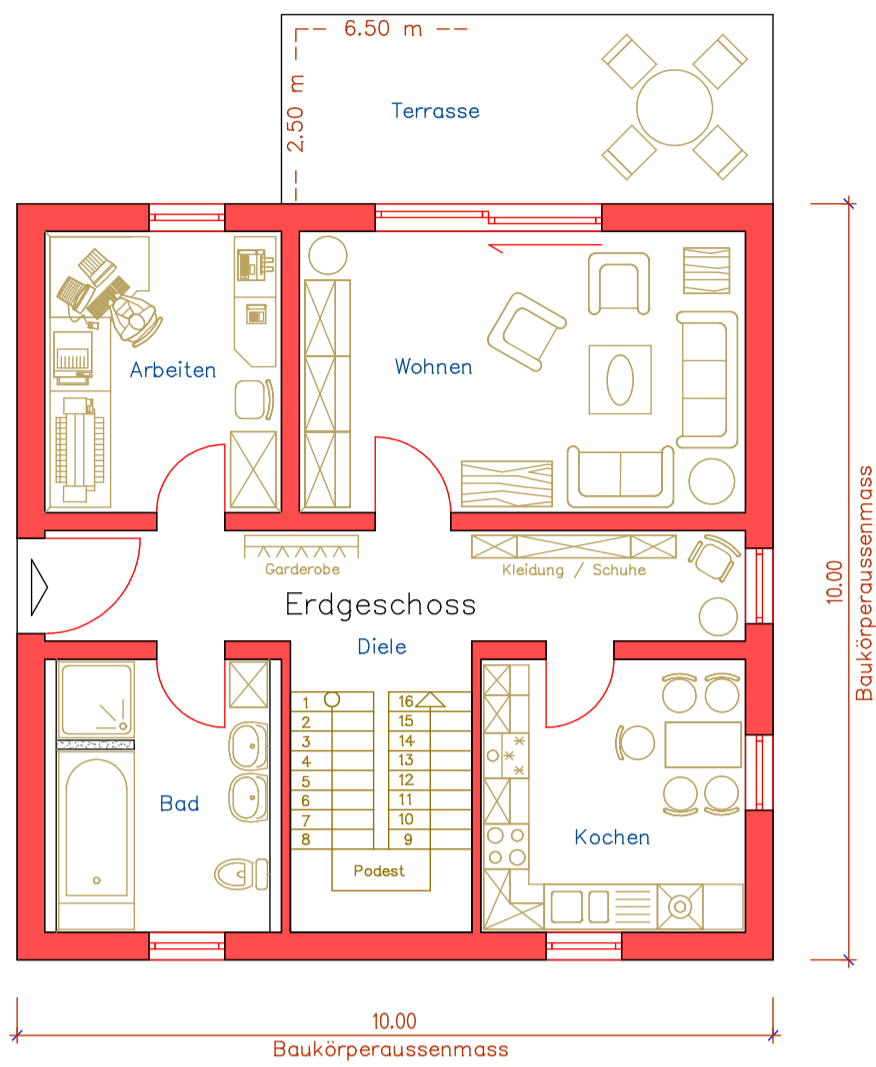 6.50 m
2.50 m
Terrasse
Arbeiten
Wohnen
Garderobe
Kleidung / Schuhe
Erdgeschoss
Diele
1 16
2 15
3 14
4 13
5 12
6 11
7 10
8 9
Podest
Bad
Kochen
10.00
Baukörperaussenmass
10.00
Baukörperaussenmass